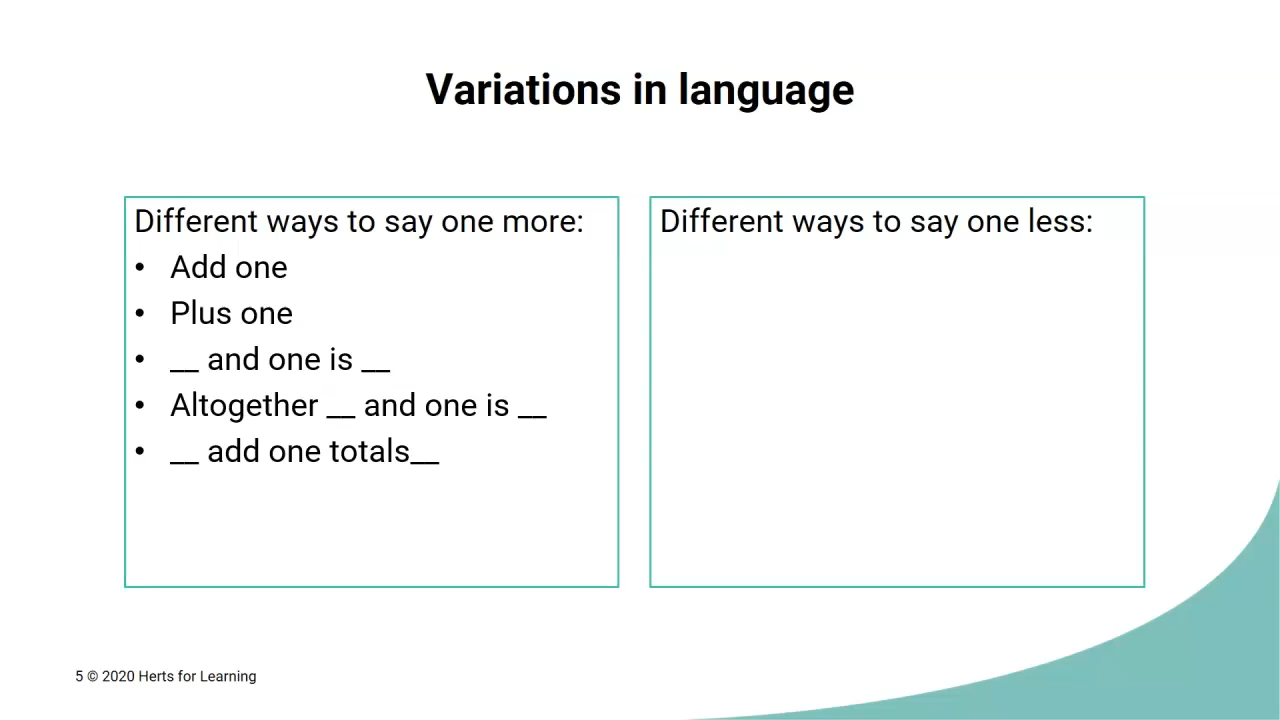 Variations in language
Different ways to say one more:
• Add one
• Plus one
• __ and one is __
• Altogether __ and one is __
• __ add one totals__
Different ways to say one less:
5 © 2020 Herts for Learning